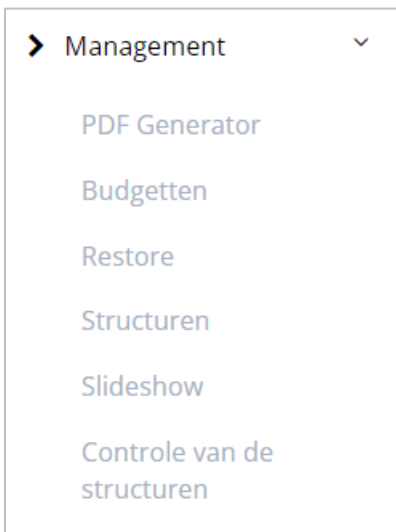 Management
PDF Generator
Budgetten
Restore
Structuren
Slideshow
Controle van de
structuren